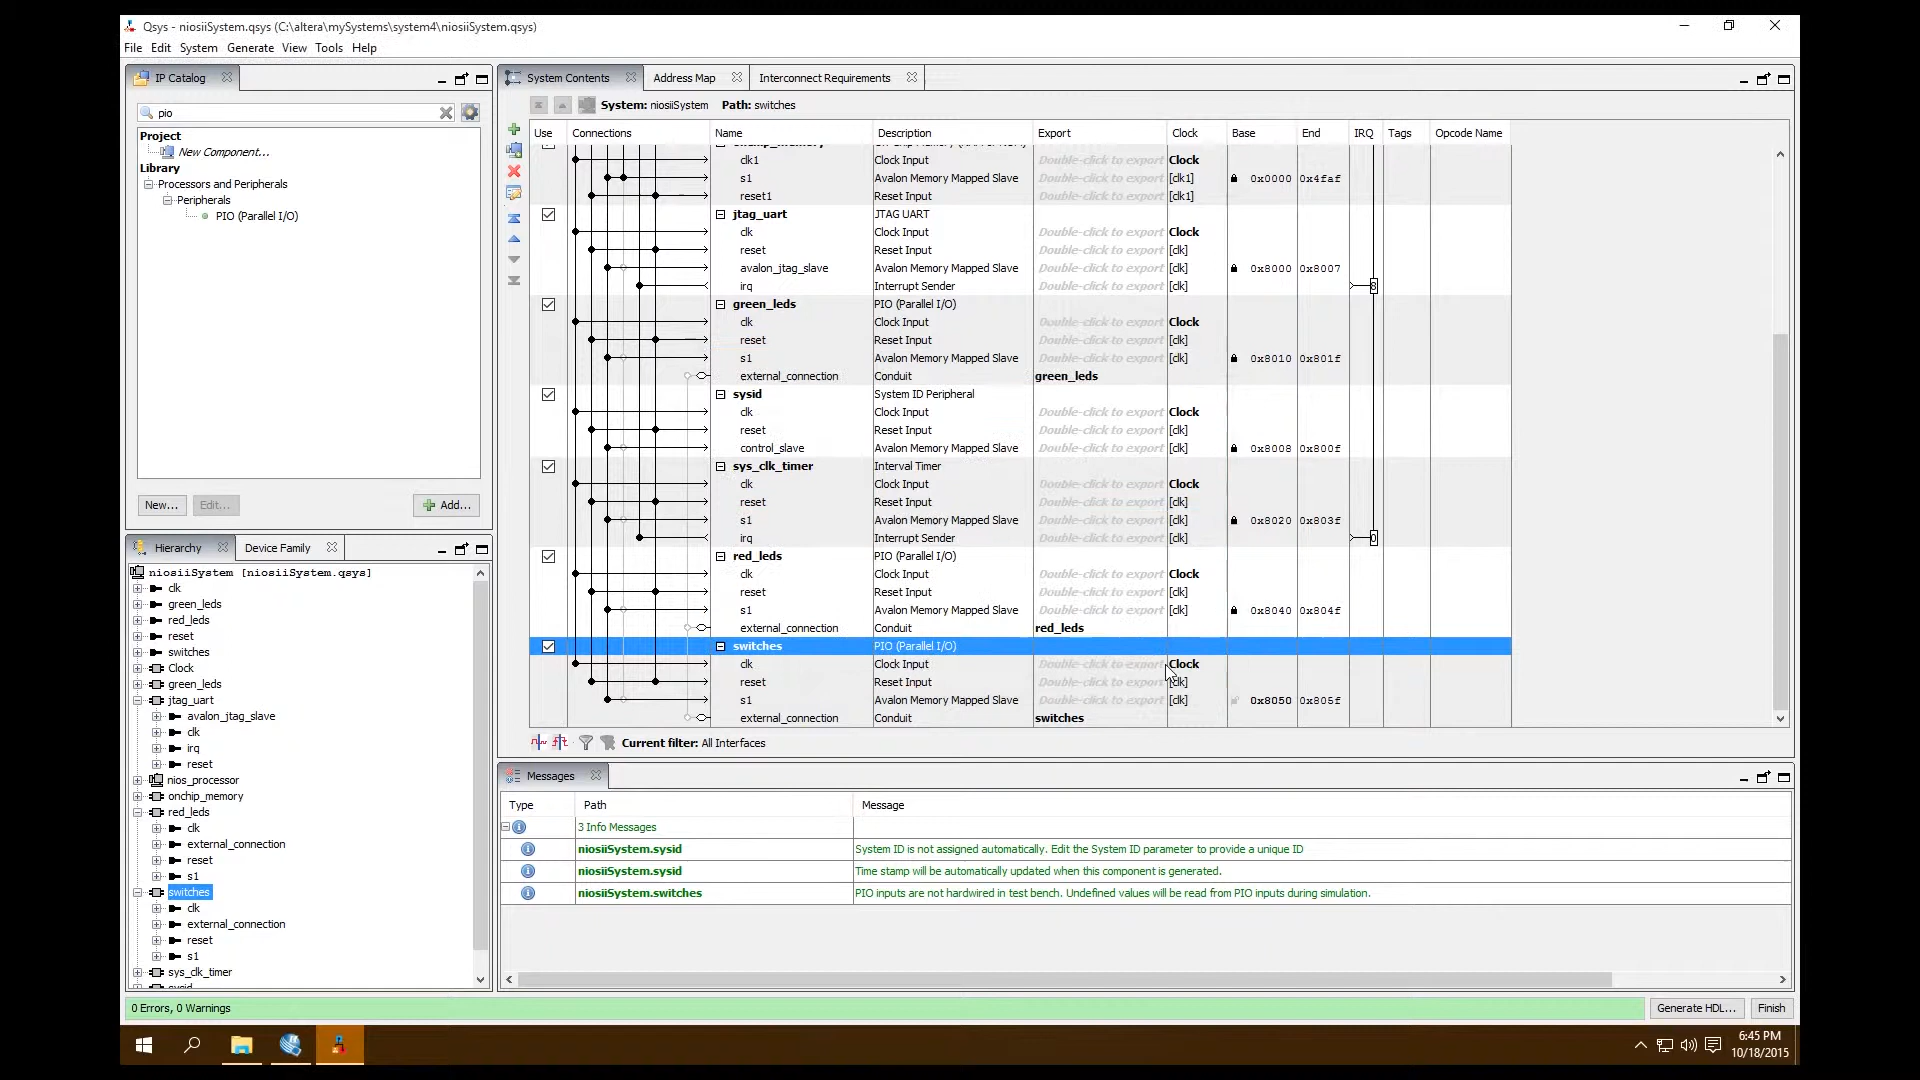 Qsys - niosiiSystem.qsys (C:\altera\mySystems\system4\niosiiSystem.qsys)
File Edit System Generate View Tools Help
IP Catalog
pio
Project
New Component...
Library
Processors and Peripherals
Peripherals
PIO (Parallel I/O)
New... Edit... Add...
Hierarchy Device Family
niosiiSystem [niosiiSystem.qsys]
clk
green_leds
red_leds
reset
switches
Clock
green_leds
jtag_uart
avalon_jtag_slave
clk
irq
reset
nios_processor
onchip_memory
red_leds
clk
external_connection
reset
s1
switches
clk
external_connection
reset
s1
sys_clk_timer
sysid
System Contents Address Map Interconnect Requirements
System: niosiiSystem Path: switches
Use Connections Name Description Export Clock Base End IRQ Tags Opcode Name
clk1 Clock Input Double-click to export Clock
s1 Avalon Memory Mapped Slave Double-click to export [clk1] 0x0000 0x4faf
reset1 Reset Input Double-click to export [clk1]
jtag_uart JTAG UART
clk Clock Input Double-click to export Clock
reset Reset Input Double-click to export [clk]
avalon_jtag_slave Avalon Memory Mapped Slave Double-click to export [clk] 0x8000 0x8007
irq Interrupt Sender Double-click to export [clk] 8
green_leds PIO (Parallel I/O)
clk Clock Input Double-click to export Clock
reset Reset Input Double-click to export [clk]
s1 Avalon Memory Mapped Slave Double-click to export [clk] 0x8010 0x801f
external_connection Conduit green_leds
sysid System ID Peripheral
clk Clock Input Double-click to export Clock
reset Reset Input Double-click to export [clk]
control_slave Avalon Memory Mapped Slave Double-click to export [clk] 0x8008 0x800f
sys_clk_timer Interval Timer
clk Clock Input Double-click to export Clock
reset Reset Input Double-click to export [clk]
s1 Avalon Memory Mapped Slave Double-click to export [clk] 0x8020 0x803f
irq Interrupt Sender Double-click to export [clk] 0
red_leds PIO (Parallel I/O)
clk Clock Input Double-click to export Clock
reset Reset Input Double-click to export [clk]
s1 Avalon Memory Mapped Slave Double-click to export [clk] 0x8040 0x804f
external_connection Conduit red_leds
switches PIO (Parallel I/O)
clk Clock Input Double-click to export Clock
reset Reset Input Double-click to export [clk]
s1 Avalon Memory Mapped Slave Double-click to export [clk] 0x8050 0x805f
external_connection Conduit switches
Current filter: All Interfaces
Messages
Type Path Message
3 Info Messages
niosiiSystem.sysid System ID is not assigned automatically. Edit the System ID parameter to provide a unique ID
niosiiSystem.sysid Time stamp will be automatically updated when this component is generated.
niosiiSystem.switches PIO inputs are not hardwired in test bench. Undefined values will be read from PIO inputs during simulation.
0 Errors, 0 Warnings
Generate HDL... Finish
6:45 PM
10/18/2015